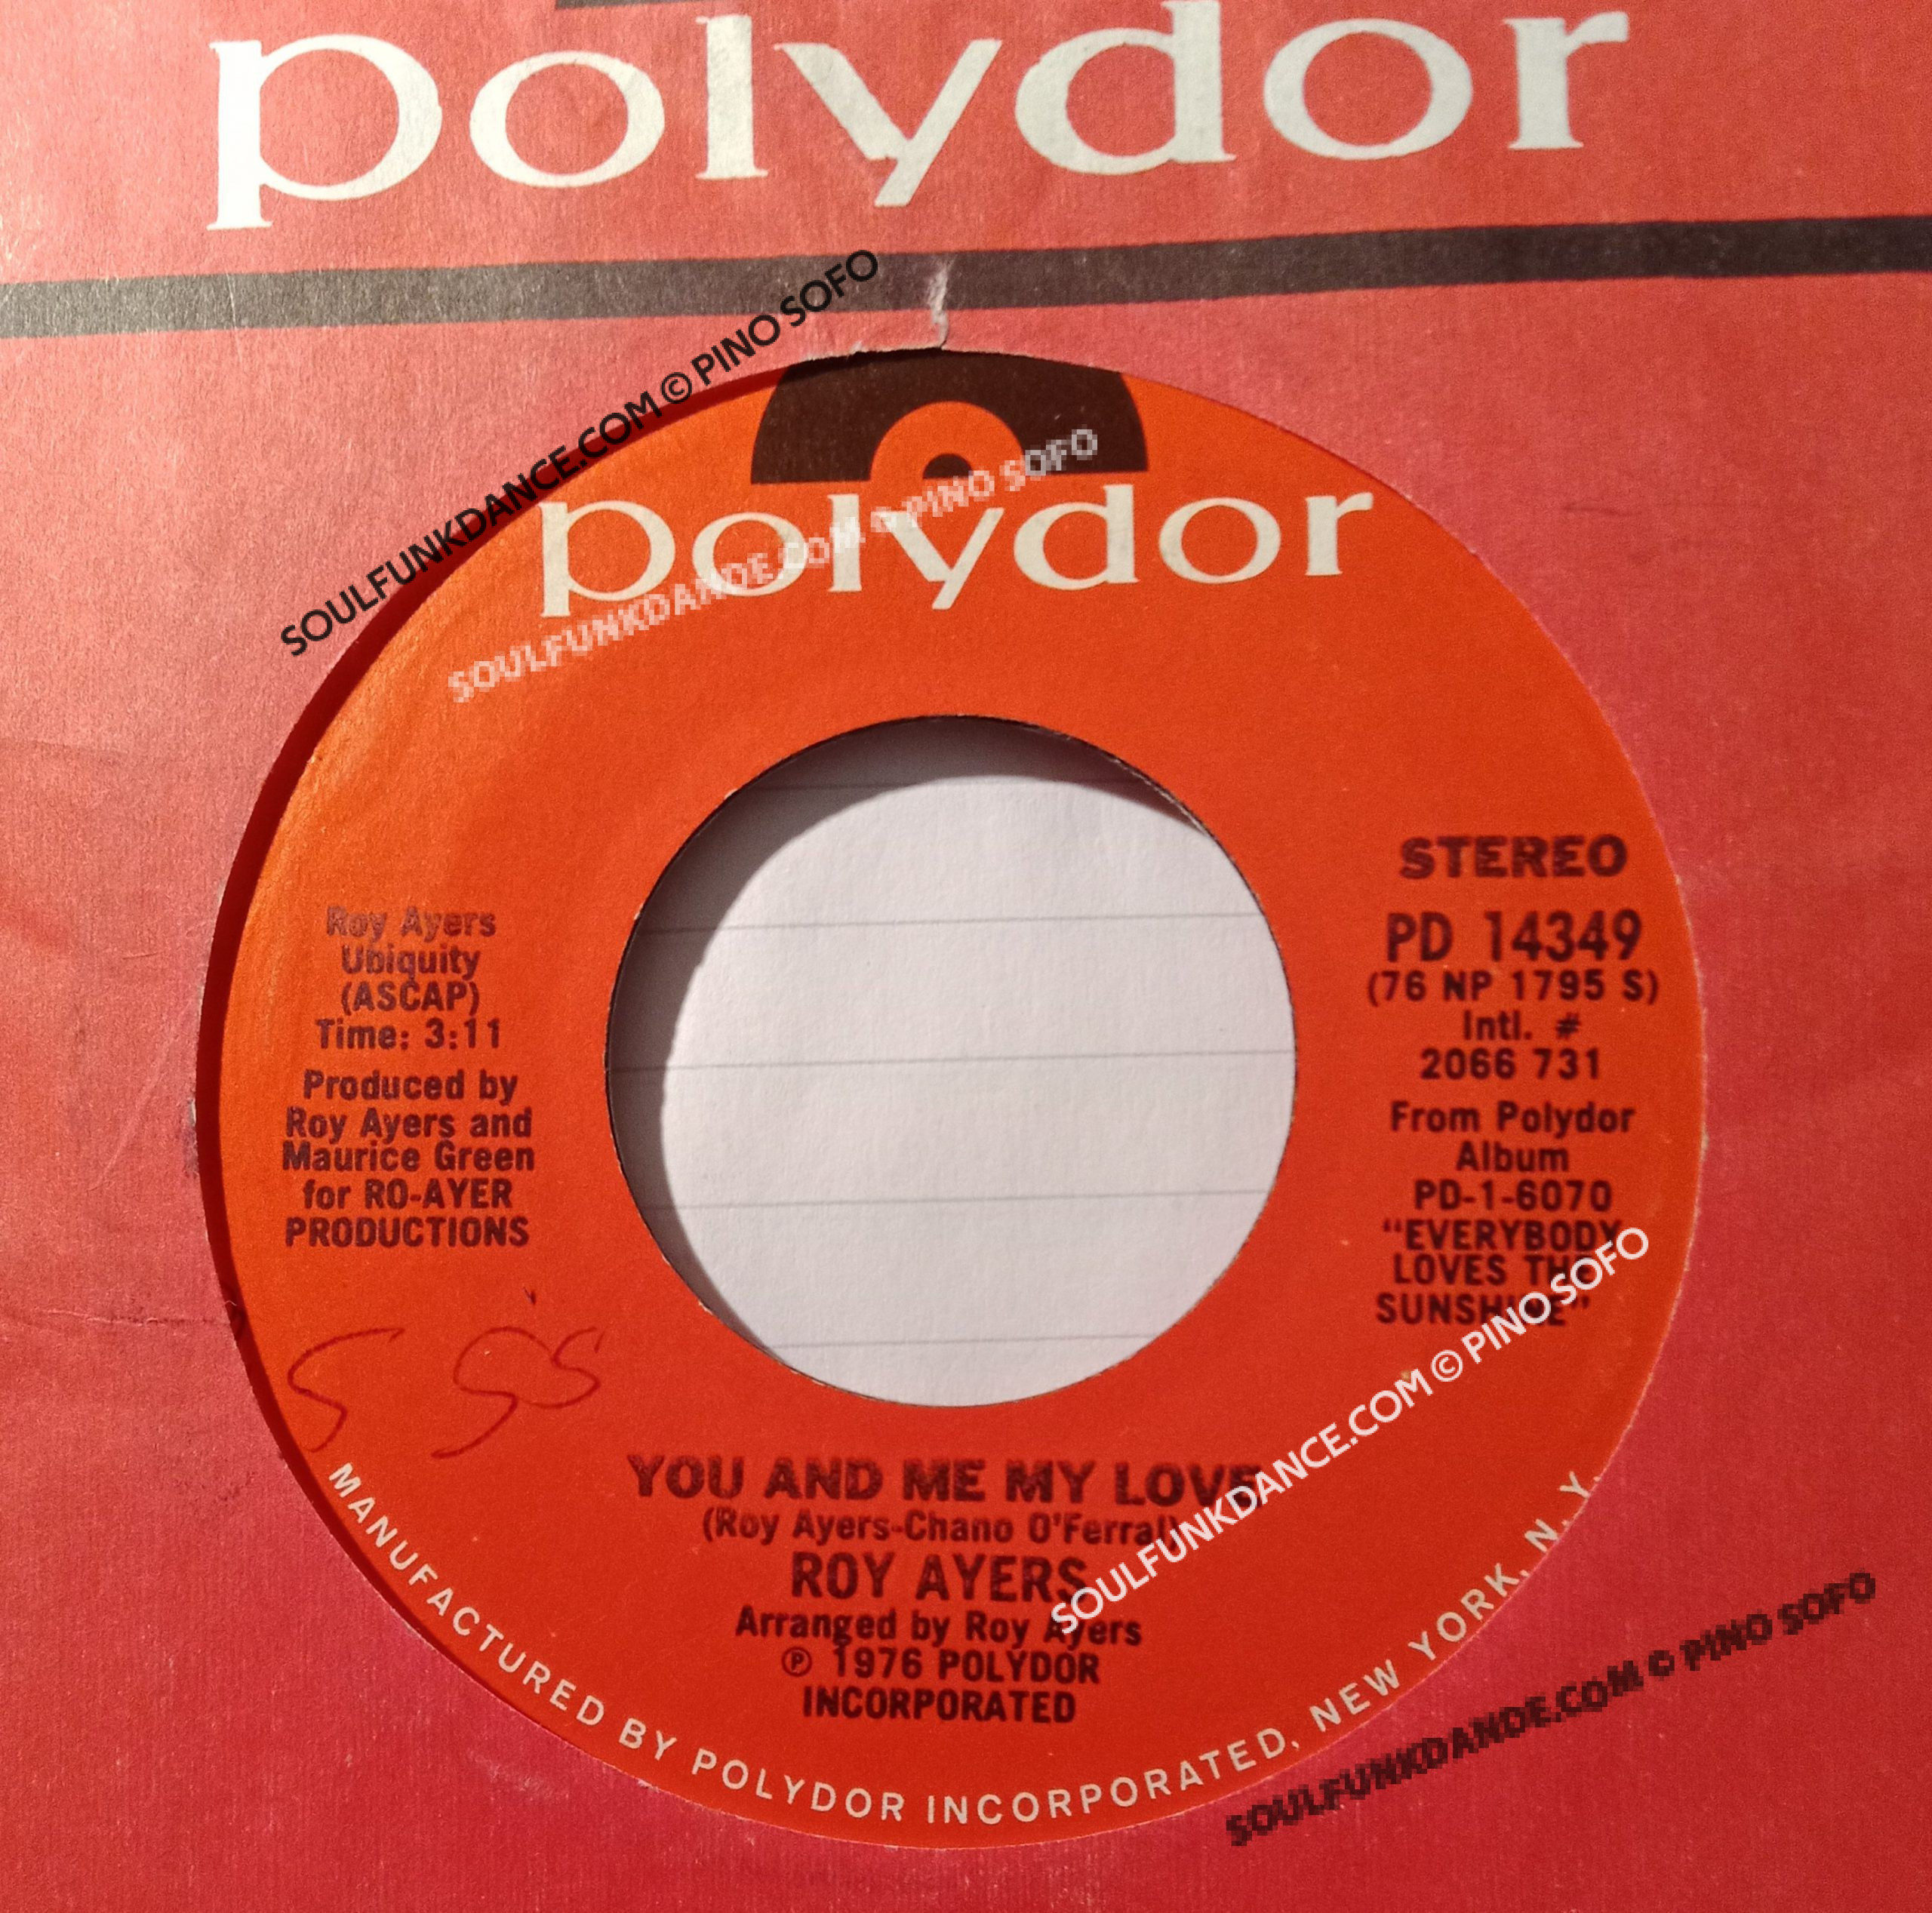 polydor
SOULFUNKDANCE.COM © PINO SOFO
polydor
SOULFUNKDANDE.COM © PINO SOFO
Roy Ayers
Ubiquity
(ASCAP)
Time: 3:11
Produced by
Roy Ayers and
Maurice Green
for RO-AYER
PRODUCTIONS
STEREO
PD 14349
(76 NP 1795 S)
Intl. #
2066 731
From Polydor
Album
PD-1-6070
“EVERYBODY
LOVES THE
SUNSHINE”
SOULFUNKDANCE.COM © PINO SOFO
YOU AND ME MY LOVE
(Roy Ayers-Chano O'Ferral)
ROY AYERS
Arranged by Roy Ayers
℗ 1976 POLYDOR
INCORPORATED
MANUFACTURED BY POLYDOR INCORPORATED, NEW YORK, N.Y.
SOULFUNKDANDE.COM © PINO SOFO